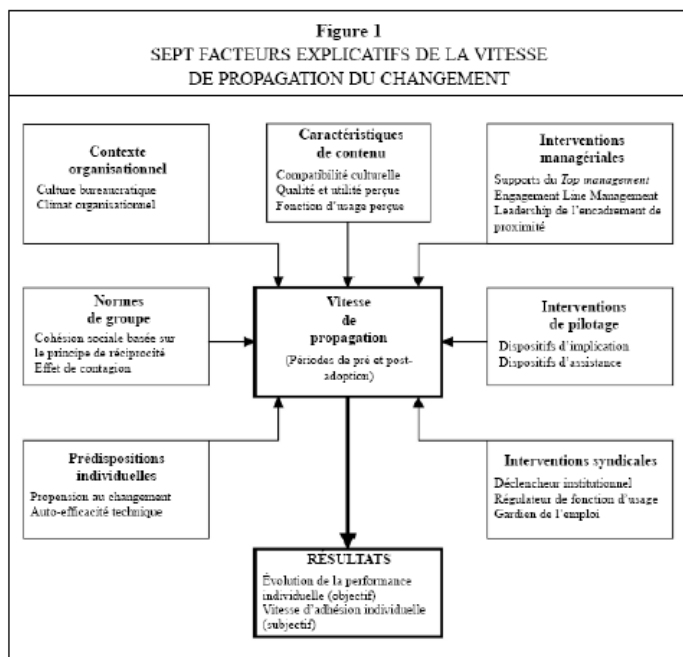 Figure 1
SEPT FACTEURS EXPLICATIFS DE LA VITESSE
DE PROPAGATION DU CHANGEMENT
Contexte
organisationnel
Culture bureaucratique
Climat organisationnel
Caractéristiques
de contenu
Compatibilité culturelle
Qualité et utilité perçue
Fonction d'usage perçue
Interventions
managériales
Supports du Top management
Engagement Line Management
Leadership de l'encadrement de
proximité
Normes
de groupe
Cohésion sociale basée sur
le principe de réciprocité
Effet de contagion
Vitesse
de
propagation
(Périodes de pré et post-
adoption)
Interventions
de pilotage
Dispositifs d'implication
Dispositifs d'assistance
Prédispositions
individuelles
Propension au changement
Auto-efficacité technique
Interventions syndicales
Déclencheur institutionnel
Régulateur de fonction d'usage
Gardien de l'emploi
RÉSULTATS
Évolution de la performance
individuelle (objectif)
Vitesse d'adhésion individuelle
(subjectif)